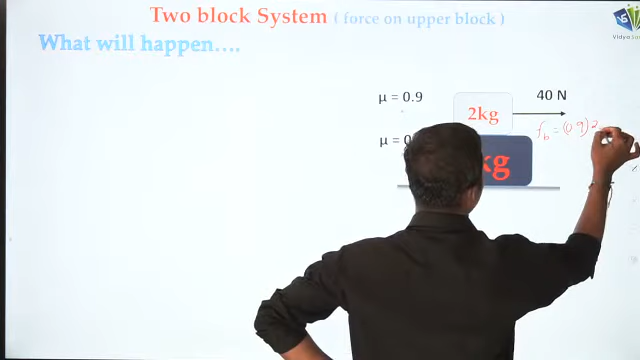 Two block System ( force on upper block )
What will happen....
μ = 0.9
40 N
2kg
f_b = (0.9) 2
μ = 0
kg